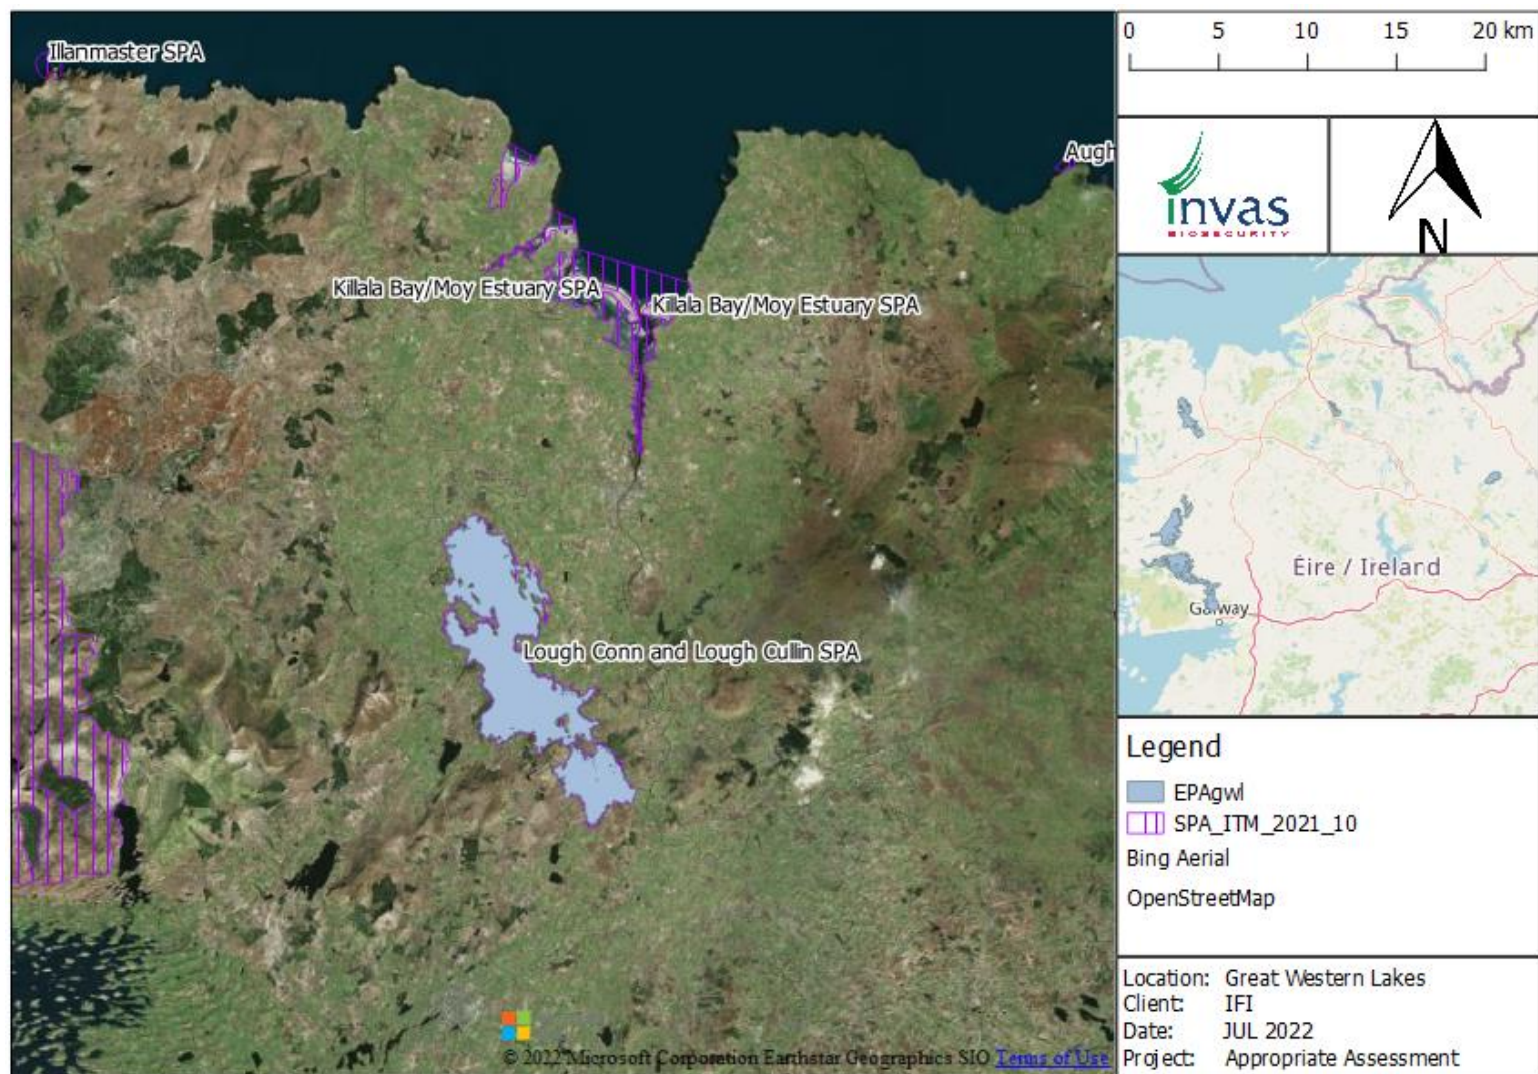 Illanmaster SPA
Augh
Killala Bay/Moy Estuary SPA
Killala Bay/Moy Estuary SPA
Lough Conn and Lough Cullin SPA
© 2022 Microsoft Corporation Earthstar Geographics SIO Terms of Use
0 5 10 15 20 km
invas
BIOSECURITY
N
Éire / Ireland
Galway
Legend
EPAgwl
SPA_ITM_2021_10
Bing Aerial
OpenStreetMap
Location: Great Western Lakes
Client: IFI
Date: JUL 2022
Project: Appropriate Assessment